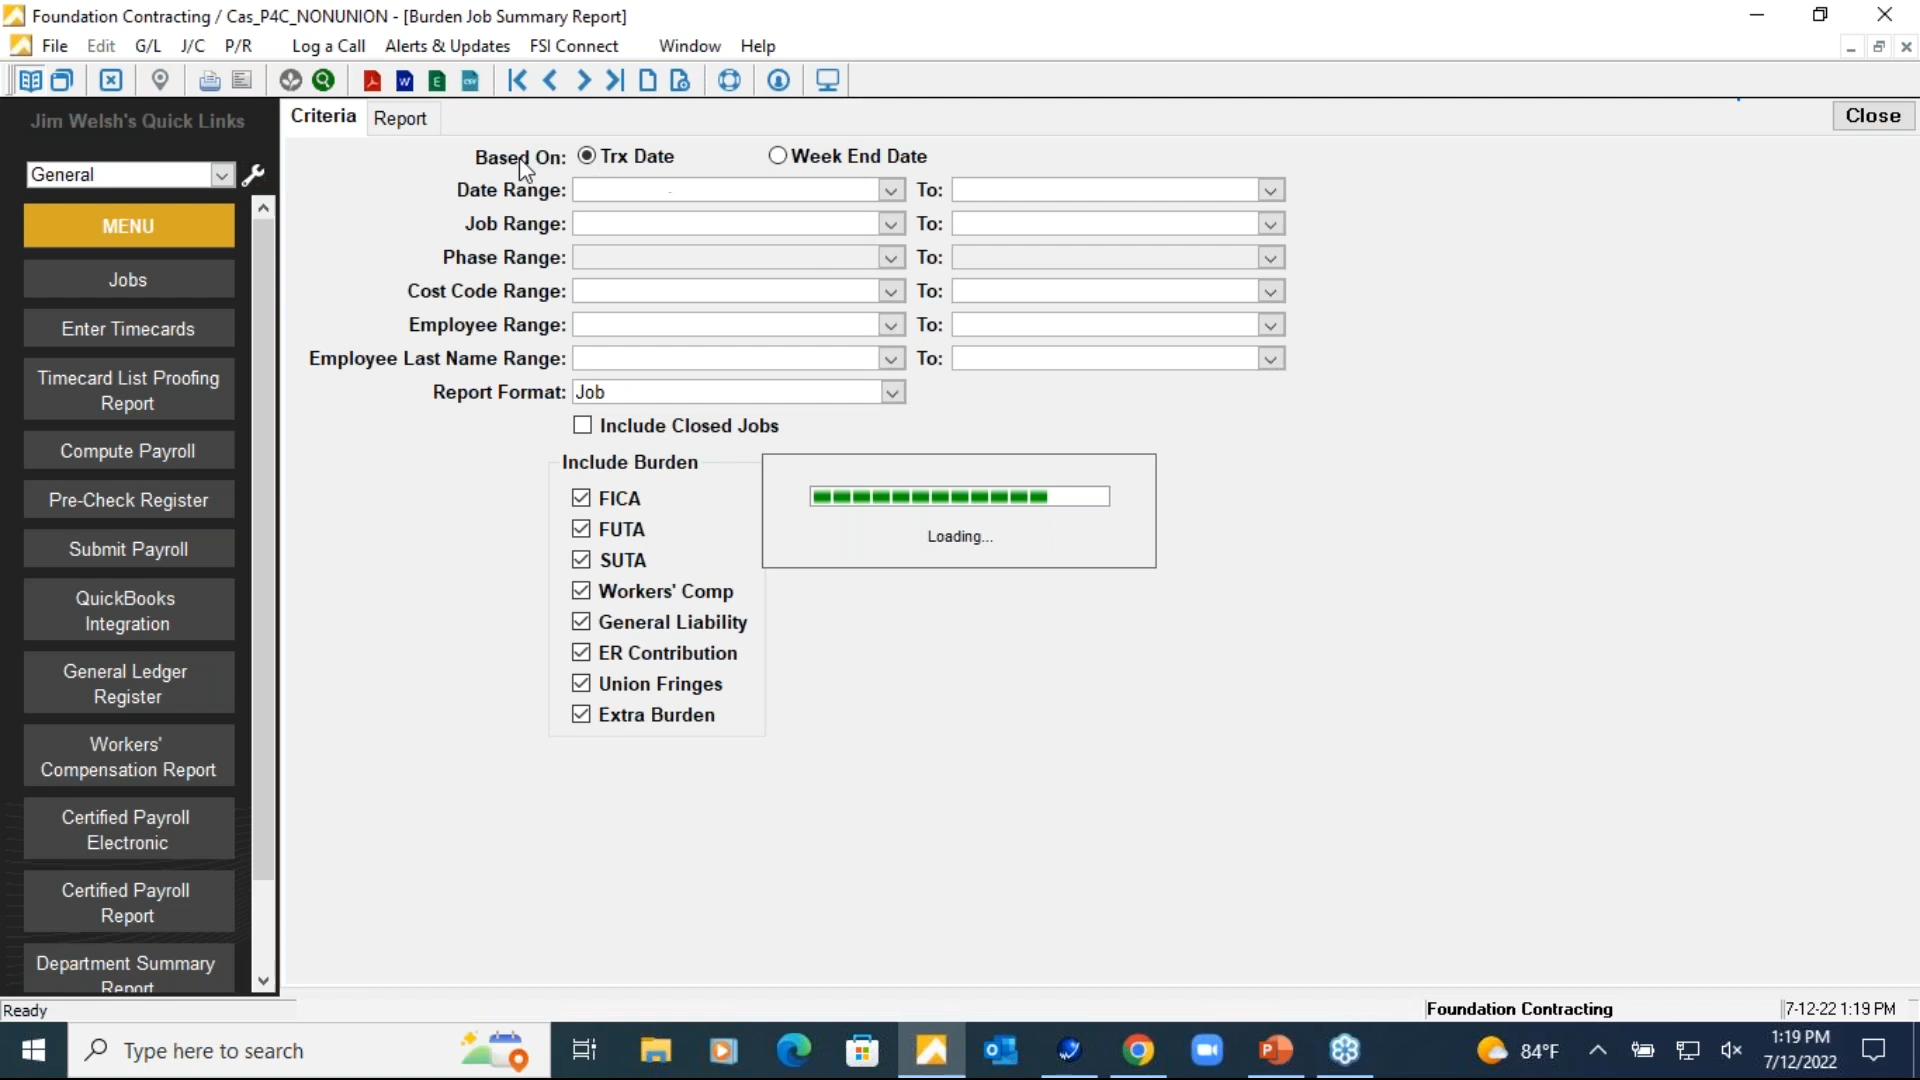 Foundation Contracting / Cas_P4C_NONUNION - [Burden Job Summary Report]
File Edit G/L J/C P/R Log a Call Alerts & Updates FSI Connect Window Help
Criteria Report Close
Jim Welsh's Quick Links
General
MENU
Jobs
Enter Timecards
Timecard List Proofing
Report
Compute Payroll
Pre-Check Register
Submit Payroll
QuickBooks
Integration
General Ledger
Register
Workers'
Compensation Report
Certified Payroll
Electronic
Certified Payroll
Report
Department Summary
Report
Based On: Trx Date Week End Date
Date Range: To:
Job Range: To:
Phase Range: To:
Cost Code Range: To:
Employee Range: To:
Employee Last Name Range: To:
Report Format: Job
Include Closed Jobs
Include Burden
FICA
FUTA
SUTA
Workers' Comp
General Liability
ER Contribution
Union Fringes
Extra Burden
Loading...
Ready Foundation Contracting 7-12-22 1:19 PM
Type here to search 84°F 1:19 PM
7/12/2022